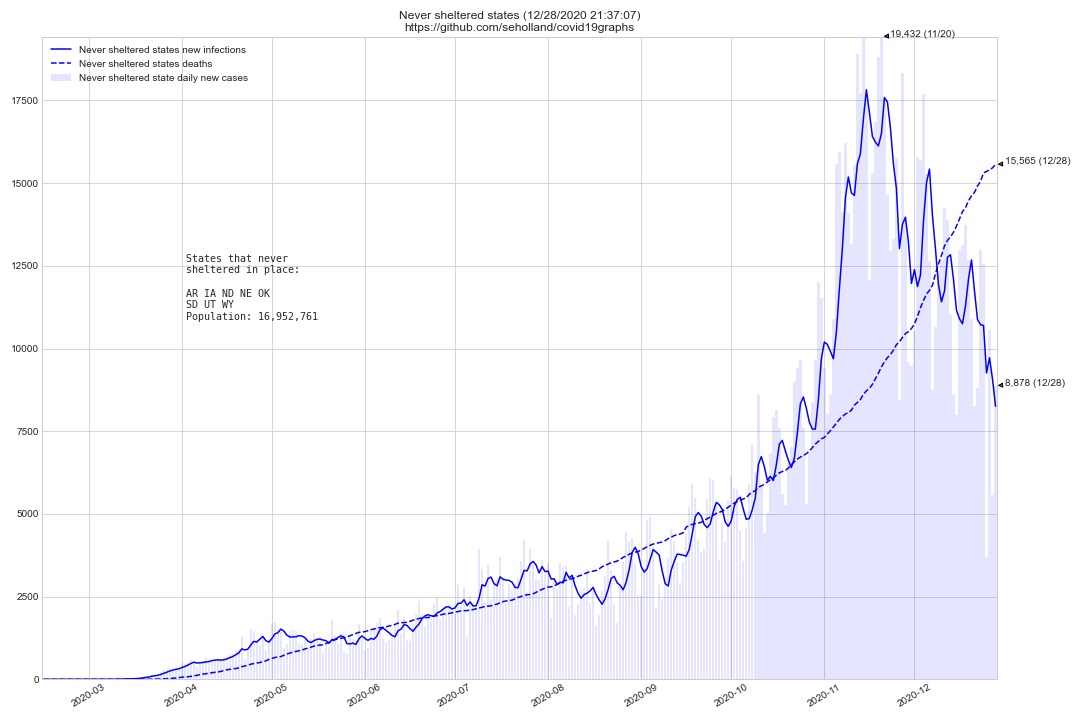 Never sheltered states (12/28/2020 21:37:07)
https://github.com/seholland/covid19graphs
Never sheltered states new infections
Never sheltered states deaths
Never sheltered state daily new cases
19,432 (11/20)
17500
15,565 (12/28)
15000
States that never
sheltered in place:
AR IA ND NE OK
SD UT WY
Population: 16,952,761
12500
10000
8,878 (12/28)
7500
5000
2500
0
2020-03
2020-04
2020-05
2020-06
2020-07
2020-08
2020-09
2020-10
2020-11
2020-12